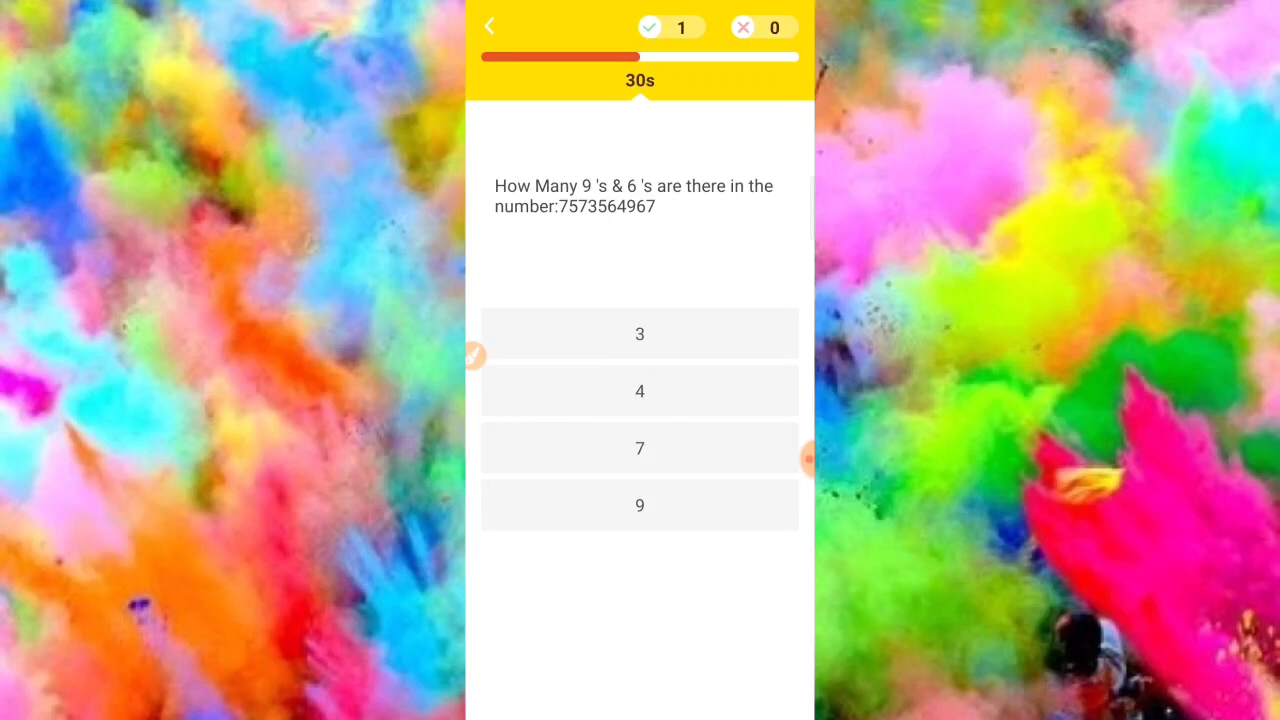 1
0
30s
How Many 9 's & 6 's are there in the
number:7573564967
3
4
7
9